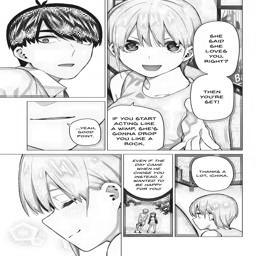 SHE
SAID
SHE
LOVES
YOU,
RIGHT?
THEN
YOU'RE
SET!
IF YOU START
ACTING LIKE
A WIMP, SHE'S
GONNA DROP
YOU LIKE
A ROCK.
...YEAH.
GOOD
POINT.
THANKS A
LOT, ICHIKA.
EVEN IF THE
DAY CAME
WHEN HE
CHOSE YOU
INSTEAD, I
WANTED TO
BE HAPPY
FOR YOU!